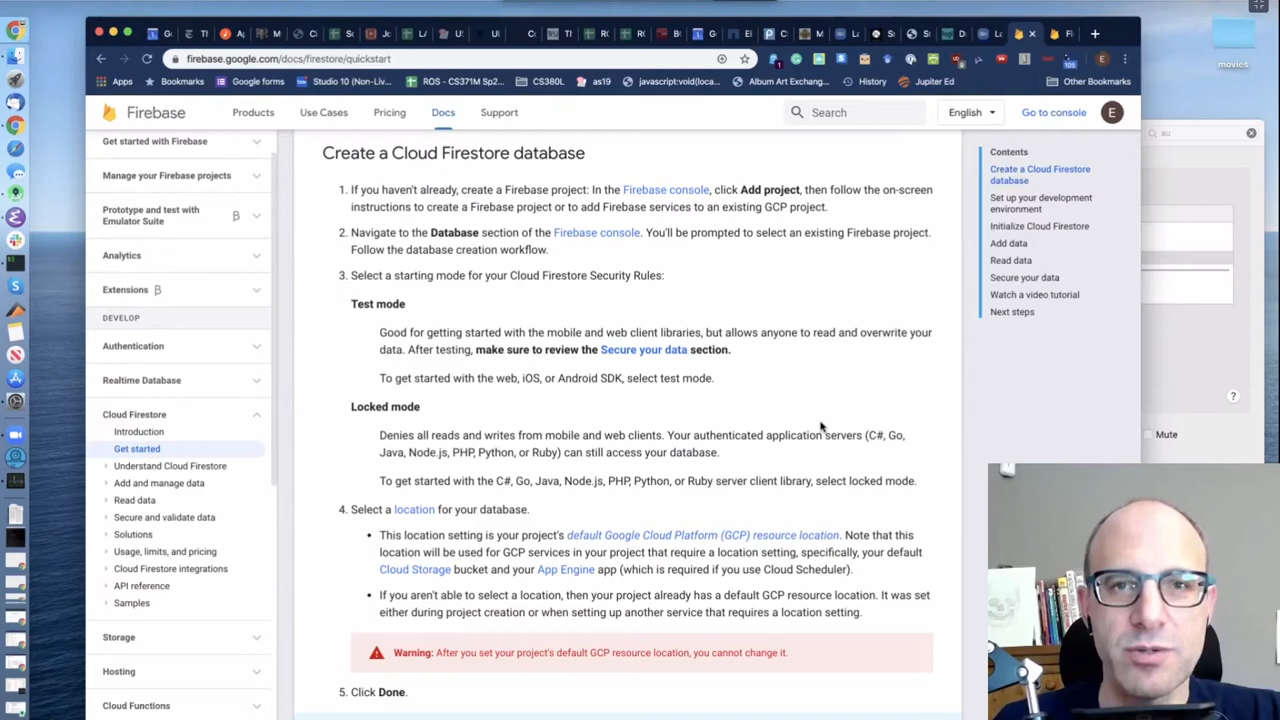 firebase.google.com/docs/firestore/quickstart
Apps
Bookmarks
Google forms
Studio 10 (Non-Liv...
ROS - CS371M Sp2...
CS380L
as19
javascript:void(loca...
Album Art Exchang...
History
Jupiter Ed
Other Bookmarks
movies
Firebase
Products
Use Cases
Pricing
Docs
Support
Search
English
Go to console
E
Get started with Firebase
Manage your Firebase projects
Prototype and test with
Emulator Suite β
Analytics
Extensions β
DEVELOP
Authentication
Realtime Database
Cloud Firestore
Introduction
Get started
Understand Cloud Firestore
Add and manage data
Read data
Secure and validate data
Solutions
Usage, limits, and pricing
Cloud Firestore integrations
API reference
Samples
Storage
Hosting
Cloud Functions
Create a Cloud Firestore database
1. If you haven't already, create a Firebase project: In the Firebase console, click Add project, then follow the on-screen
instructions to create a Firebase project or to add Firebase services to an existing GCP project.
2. Navigate to the Database section of the Firebase console. You'll be prompted to select an existing Firebase project.
Follow the database creation workflow.
3. Select a starting mode for your Cloud Firestore Security Rules:
Test mode
Good for getting started with the mobile and web client libraries, but allows anyone to read and overwrite your
data. After testing, make sure to review the Secure your data section.
To get started with the web, iOS, or Android SDK, select test mode.
Locked mode
Denies all reads and writes from mobile and web clients. Your authenticated application servers (C#, Go,
Java, Node.js, PHP, Python, or Ruby) can still access your database.
To get started with the C#, Go, Java, Node.js, PHP, Python, or Ruby server client library, select locked mode.
4. Select a location for your database.
• This location setting is your project's default Google Cloud Platform (GCP) resource location. Note that this
location will be used for GCP services in your project that require a location setting, specifically, your default
Cloud Storage bucket and your App Engine app (which is required if you use Cloud Scheduler).
• If you aren't able to select a location, then your project already has a default GCP resource location. It was set
either during project creation or when setting up another service that requires a location setting.
Warning: After you set your project's default GCP resource location, you cannot change it.
5. Click Done.
Contents
Create a Cloud Firestore
database
Set up your development
environment
Initialize Cloud Firestore
Add data
Read data
Secure your data
Watch a video tutorial
Next steps
au
?
Mute